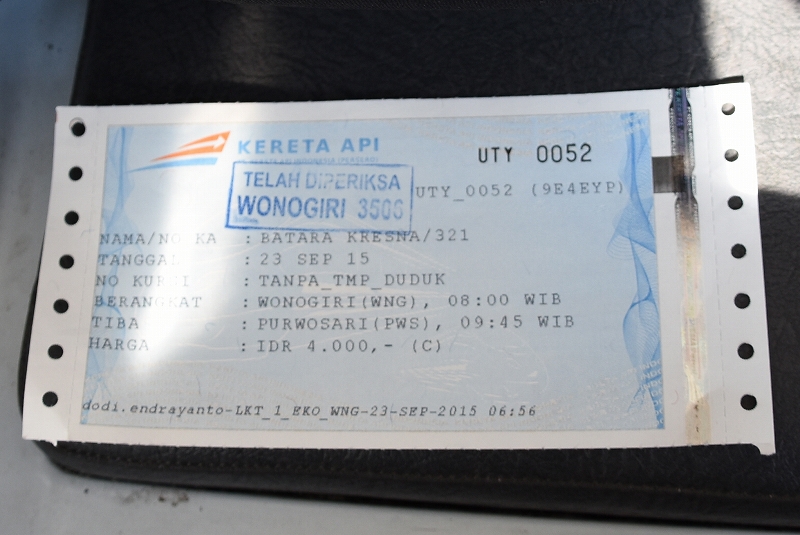 KERETA API
UTY 0052
TELAH DIPERIKSA
WONOGIRI 3506
UTY_0052 (9E4EYP)
NAMA/NO KA : BATARA KRESNA/321
TANGGAL : 23 SEP 15
NO KURSI : TANPA_TMP_DUDUK
BERANGKAT : WONOGIRI(WNG), 08:00 WIB
TIBA : PURWOSARI(PWS), 09:45 WIB
HARGA : IDR 4.000,- (C)
dodi.endrayanto-LKT_1_EKO_WNG-23-SEP-2015 06:56